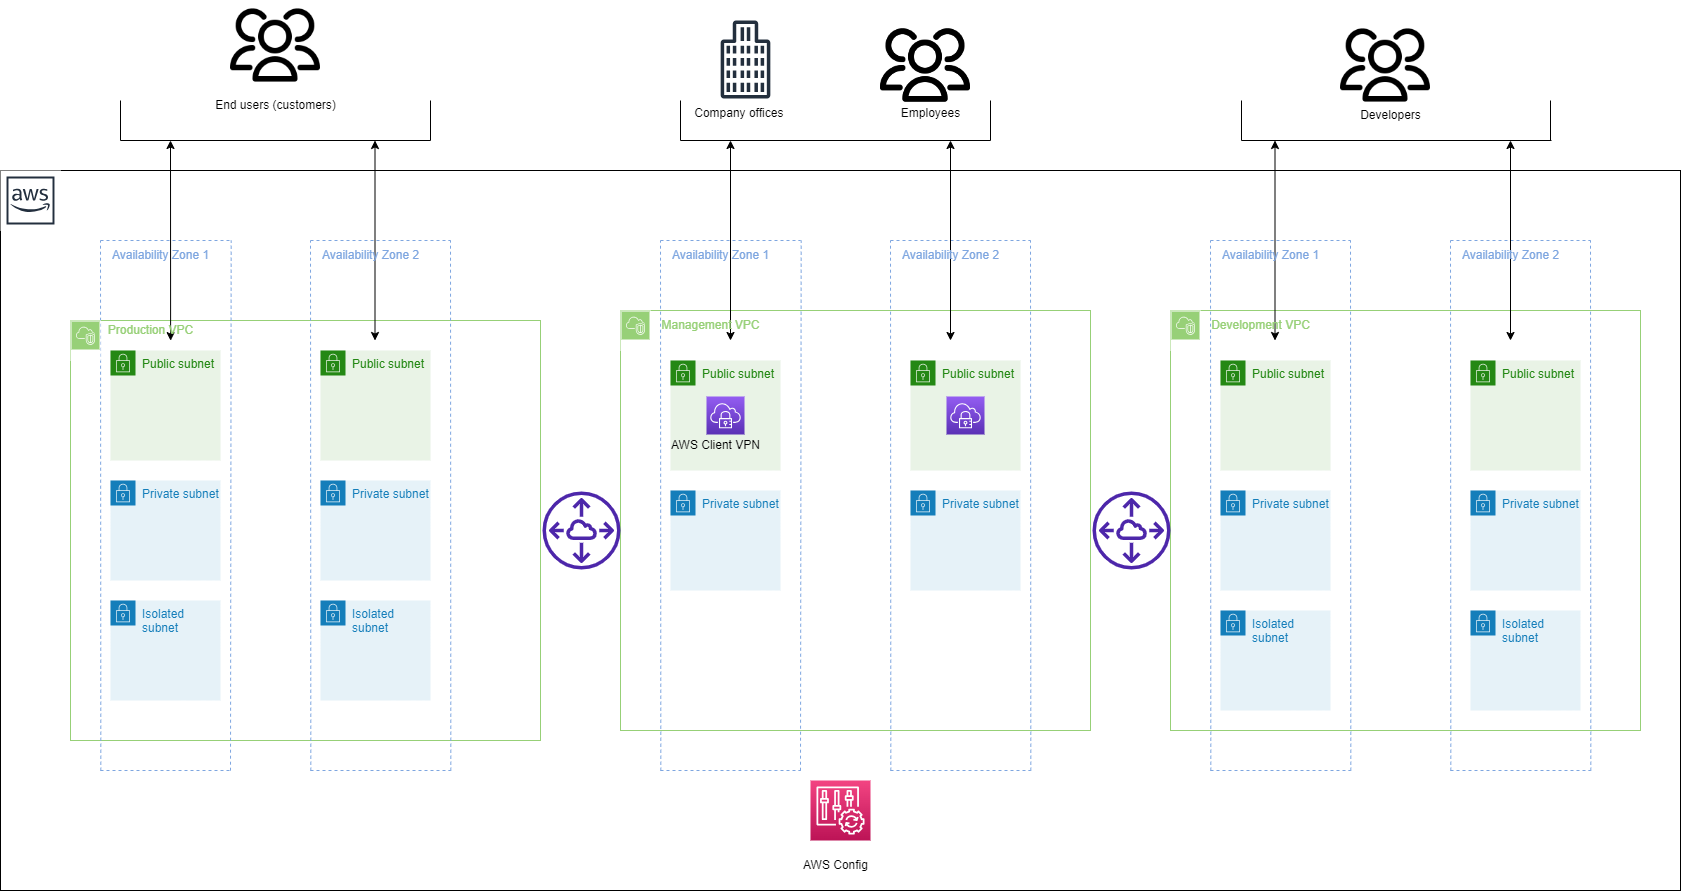 End users (customers)
Company offices
Employees
Developers
aws
Availability Zone 1
Availability Zone 2
Availability Zone 1
Availability Zone 2
Availability Zone 1
Availability Zone 2
Production VPC
Management VPC
Development VPC
Public subnet
Public subnet
Public subnet
Public subnet
Public subnet
Public subnet
AWS Client VPN
Private subnet
Private subnet
Private subnet
Private subnet
Private subnet
Private subnet
Isolated
subnet
Isolated
subnet
Isolated
subnet
Isolated
subnet
AWS Config